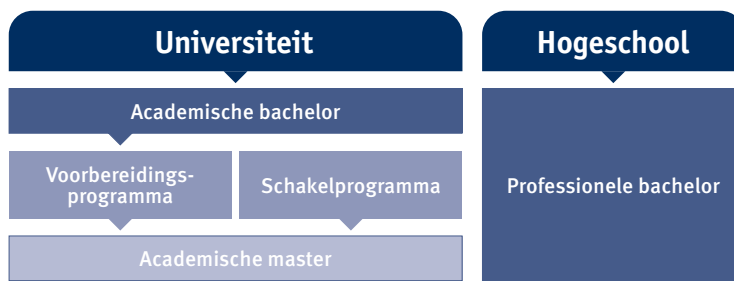 Universiteit
Hogeschool
Academische bachelor
Voorbereidings-
programma
Schakelprogramma
Professionele bachelor
Academische master